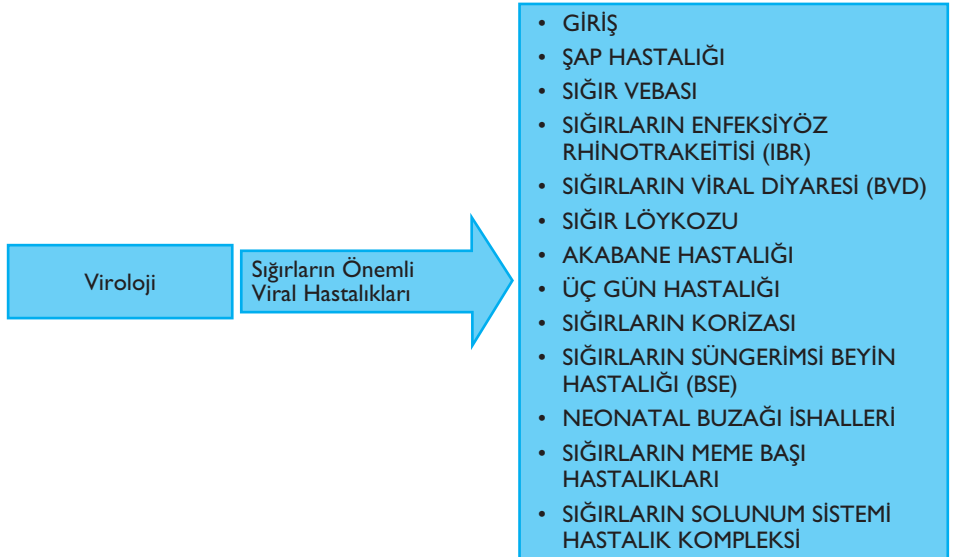 Viroloji
Sığırların Önemli
Viral Hastalıkları
• GİRİŞ
• ŞAP HASTALIĞI
• SIĞIR VEBASI
• SIĞIRLARIN ENFEKSİYÖZ
RHİNOTRAKEİTİSİ (IBR)
• SIĞIRLARIN VİRAL DİYARESİ (BVD)
• SIĞIR LÖYKOZU
• AKABANE HASTALIĞI
• ÜÇ GÜN HASTALIĞI
• SIĞIRLARIN KORİZASI
• SIĞIRLARIN SÜNGERİMSİ BEYİN
HASTALIĞI (BSE)
• NEONATAL BUZAĞI İSHALLERİ
• SIĞIRLARIN MEME BAŞI
HASTALIKLARI
• SIĞIRLARIN SOLUNUM SİSTEMİ
HASTALIK KOMPLEKSİ